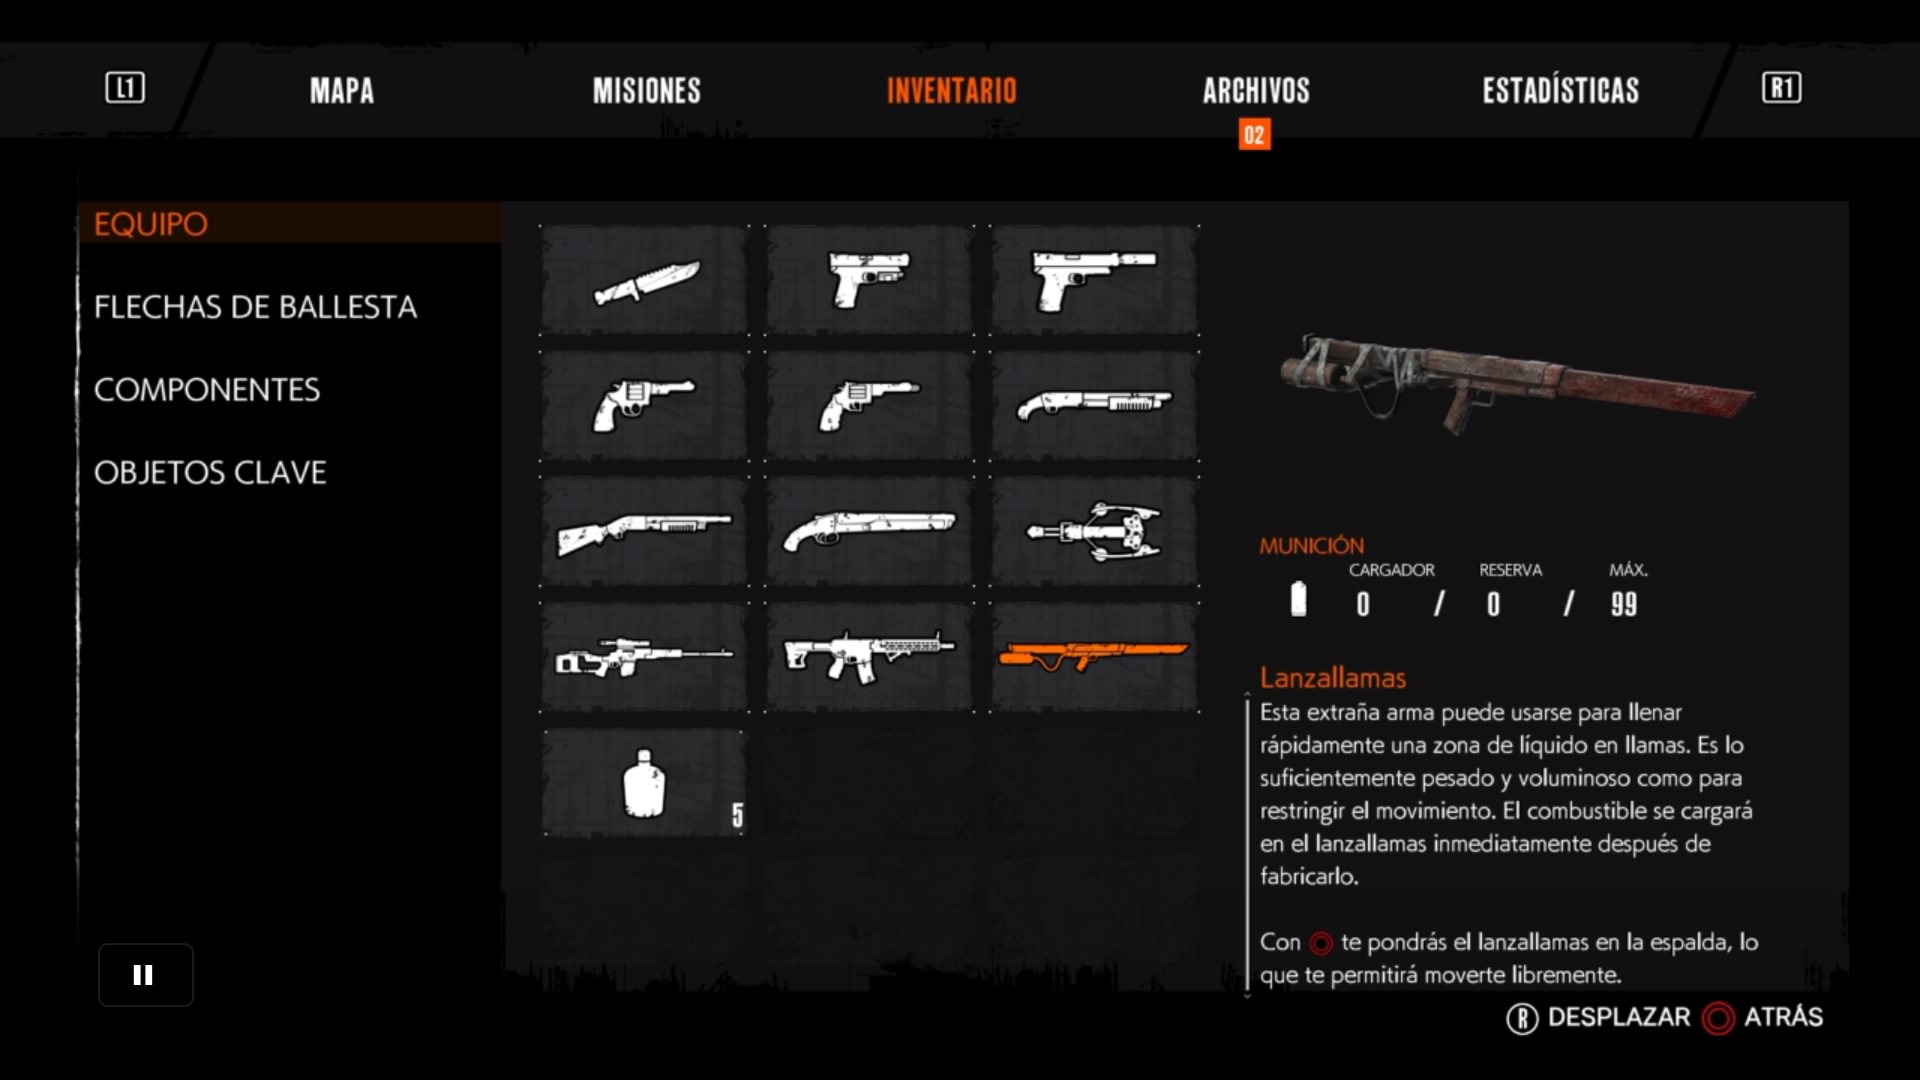 L1
MAPA
MISIONES
INVENTARIO
ARCHIVOS
ESTADÍSTICAS
R1
02
EQUIPO
FLECHAS DE BALLESTA
COMPONENTES
OBJETOS CLAVE
5
MUNICIÓN
CARGADOR RESERVA MÁX.
0 / 0 / 99
Lanzallamas
Esta extraña arma puede usarse para llenar
rápidamente una zona de líquido en llamas. Es lo
suficientemente pesado y voluminoso como para
restringir el movimiento. El combustible se cargará
en el lanzallamas inmediatamente después de
fabricarlo.
Con te pondrás el lanzallamas en la espalda, lo
que te permitirá moverte libremente.
R DESPLAZAR ATRÁS